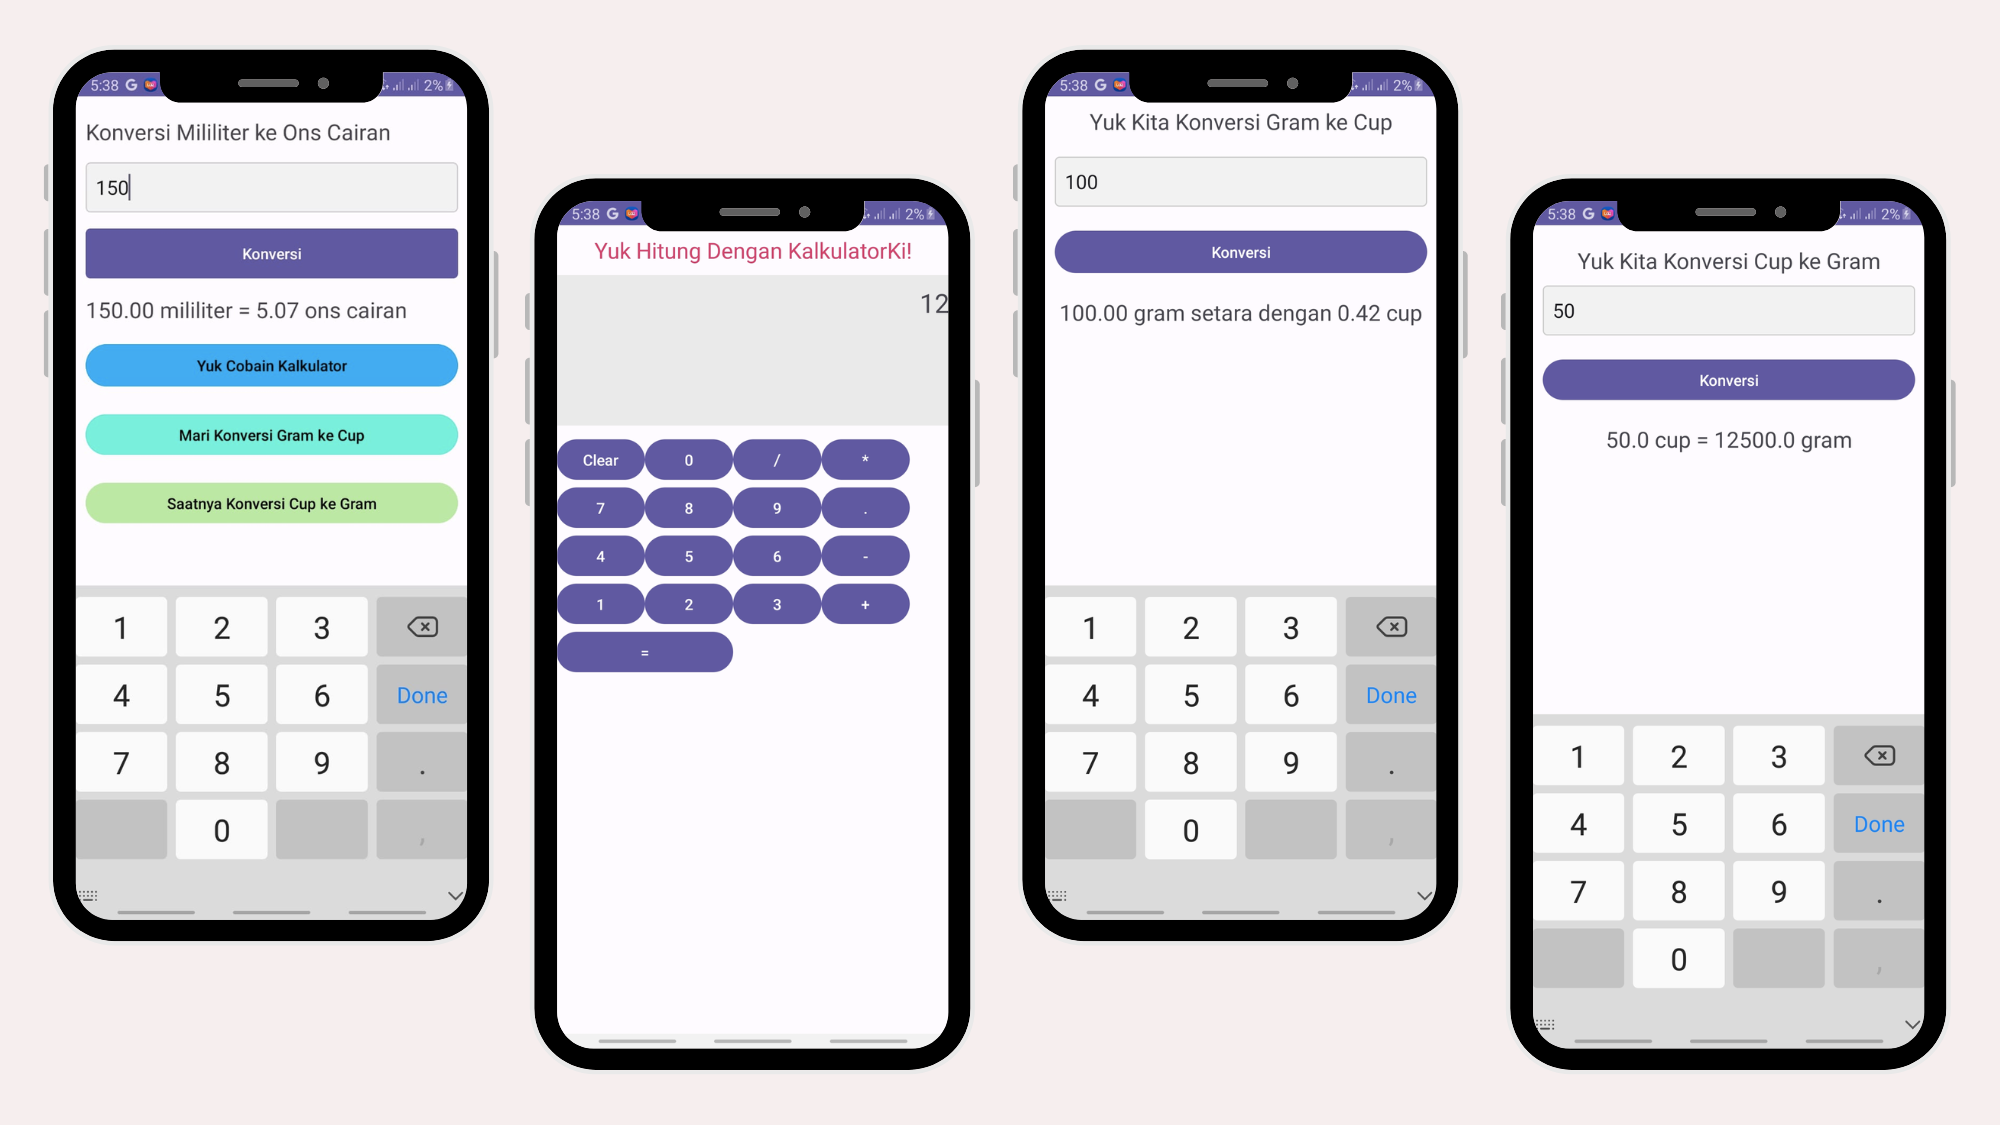 5:38 G 2%
Konversi Mililiter ke Ons Cairan
150
Konversi
150.00 mililiter = 5.07 ons cairan
Yuk Cobain Kalkulator
Mari Konversi Gram ke Cup
Saatnya Konversi Cup ke Gram
1 2 3
4 5 6 Done
7 8 9 .
0 ,
5:38 G 2%
Yuk Hitung Dengan KalkulatorKi!
12
Clear 0 / *
7 8 9 .
4 5 6 -
1 2 3 +
=
5:38 G 2%
Yuk Kita Konversi Gram ke Cup
100
Konversi
100.00 gram setara dengan 0.42 cup
1 2 3
4 5 6 Done
7 8 9 .
0 ,
5:38 G 2%
Yuk Kita Konversi Cup ke Gram
50
Konversi
50.0 cup = 12500.0 gram
1 2 3
4 5 6 Done
7 8 9 .
0 ,